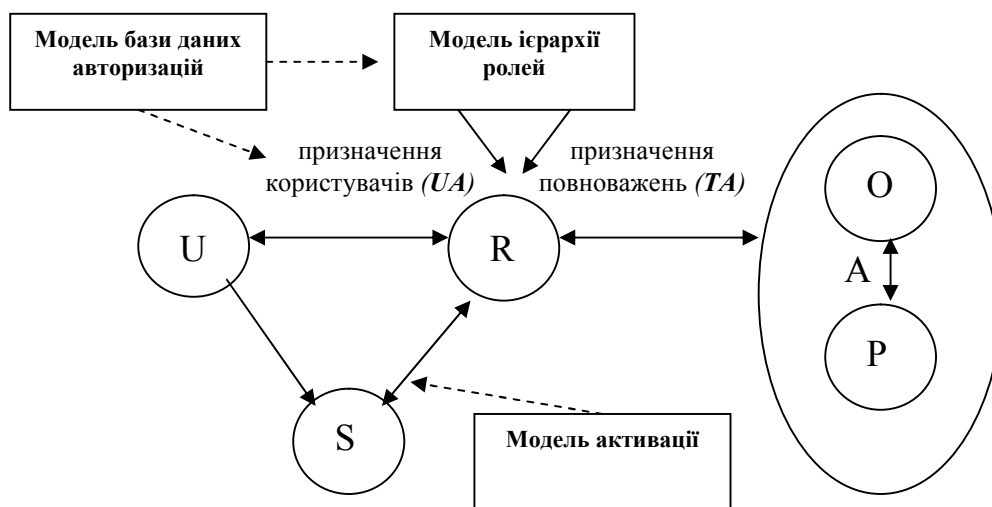 Модель бази даних
авторизацій
Модель ієрархії
ролей
призначення
користувачів (UA)
призначення
повноважень (TA)
O
U
R
A
P
S
Модель активації